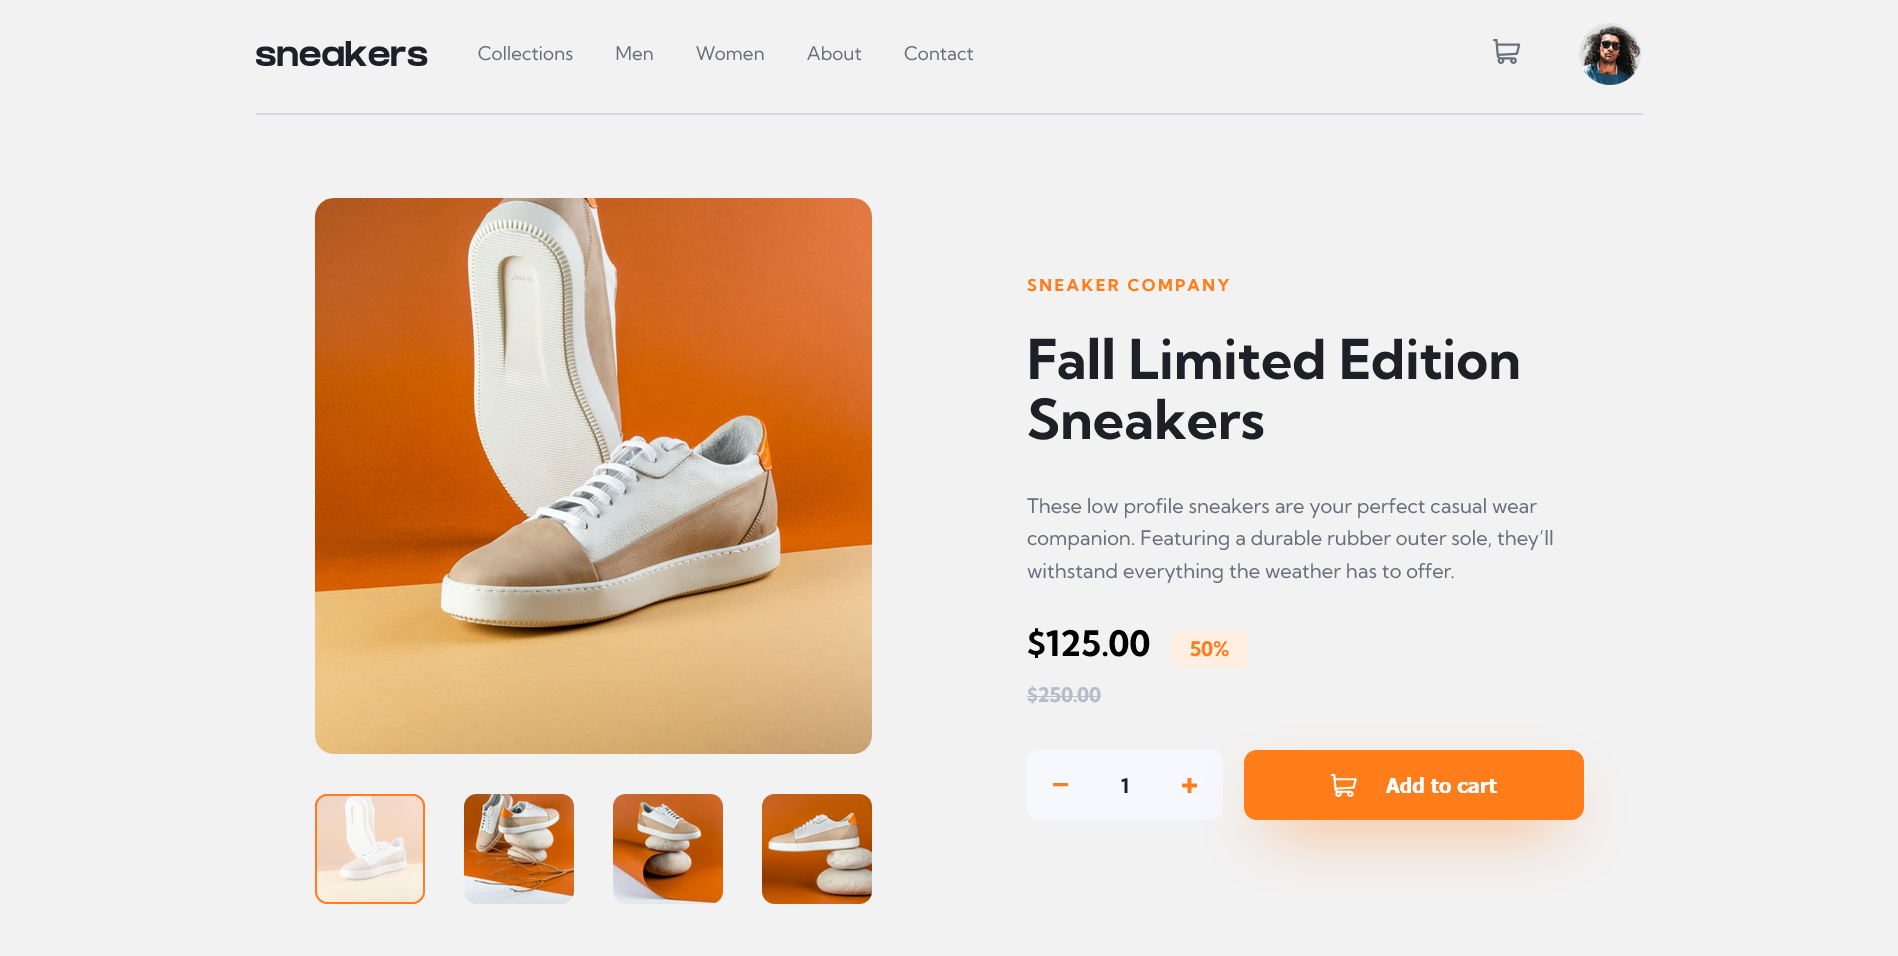 sneakers Collections Men Women About Contact
SNEAKER COMPANY
Fall Limited Edition
Sneakers
These low profile sneakers are your perfect casual wear
companion. Featuring a durable rubber outer sole, they'll
withstand everything the weather has to offer.
$125.00 50%
$250.00
1 Add to cart